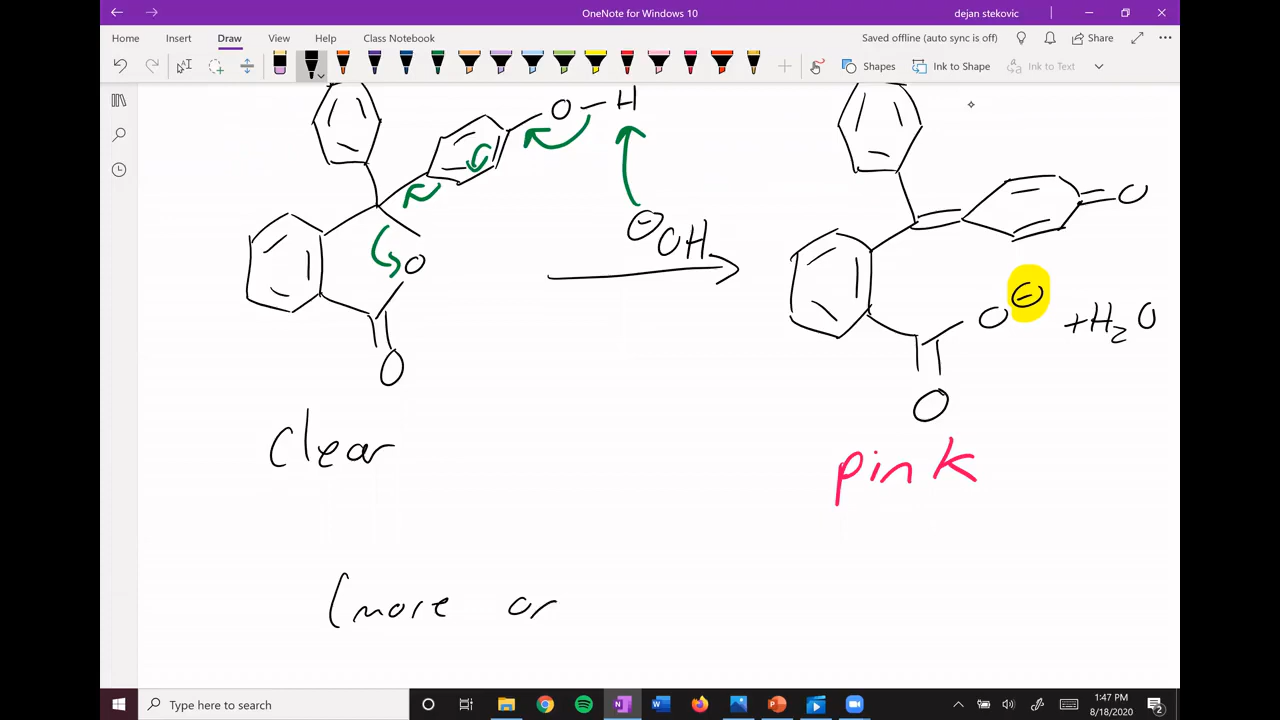 OneNote for Windows 10
dejan stekovic
Home Insert Draw View Help Class Notebook
Saved offline (auto sync is off)
Share
Shapes
Ink to Shape
Ink to Text
O - H
⊖OH
O
O
O
O ⊖
+ H2O
O
clear
pink
(more or
Type here to search
1:47 PM
8/18/2020
2